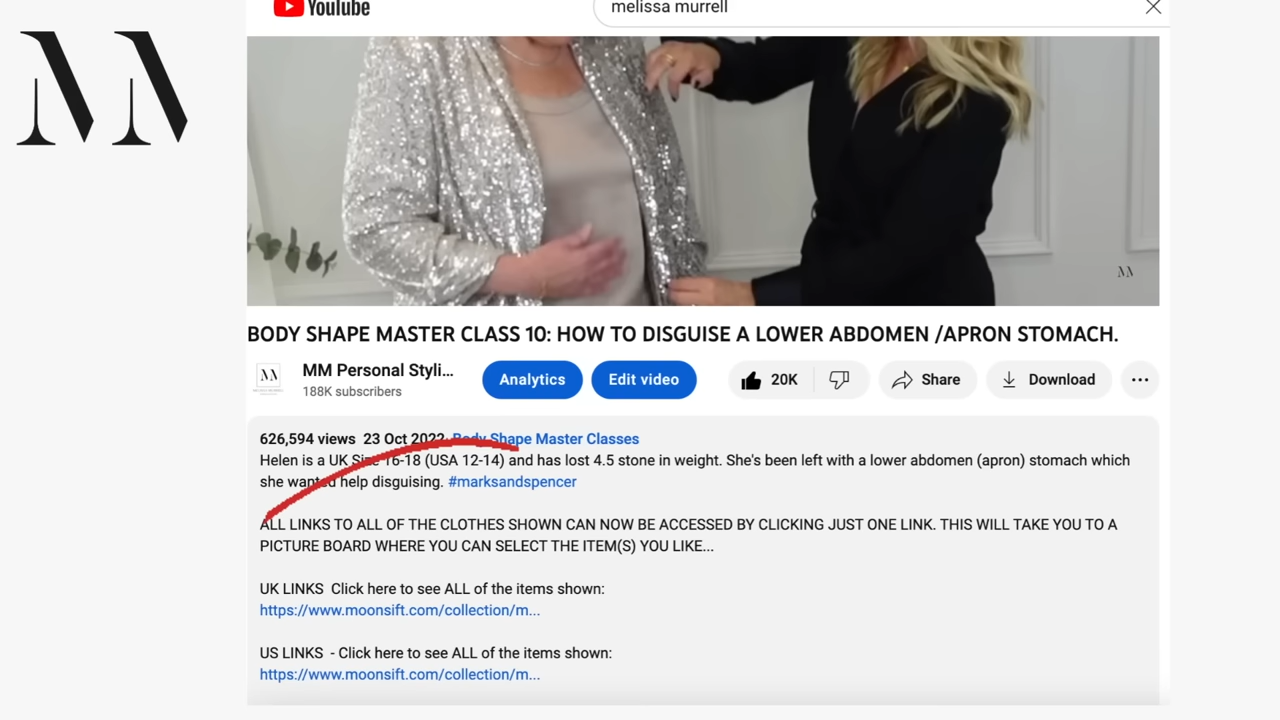 MM
YouTube
melissa murrell
MM
BODY SHAPE MASTER CLASS 10: HOW TO DISGUISE A LOWER ABDOMEN /APRON STOMACH.
MM
MM Personal Styli...
188K subscribers
Analytics
Edit video
20K
Share
Download
626,594 views 23 Oct 2022 Body Shape Master Classes
Helen is a UK Size 16-18 (USA 12-14) and has lost 4.5 stone in weight. She's been left with a lower abdomen (apron) stomach which
she wanted help disguising. #marksandspencer
ALL LINKS TO ALL OF THE CLOTHES SHOWN CAN NOW BE ACCESSED BY CLICKING JUST ONE LINK. THIS WILL TAKE YOU TO A
PICTURE BOARD WHERE YOU CAN SELECT THE ITEM(S) YOU LIKE...
UK LINKS Click here to see ALL of the items shown:
https://www.moonsift.com/collection/m...
US LINKS - Click here to see ALL of the items shown:
https://www.moonsift.com/collection/m...